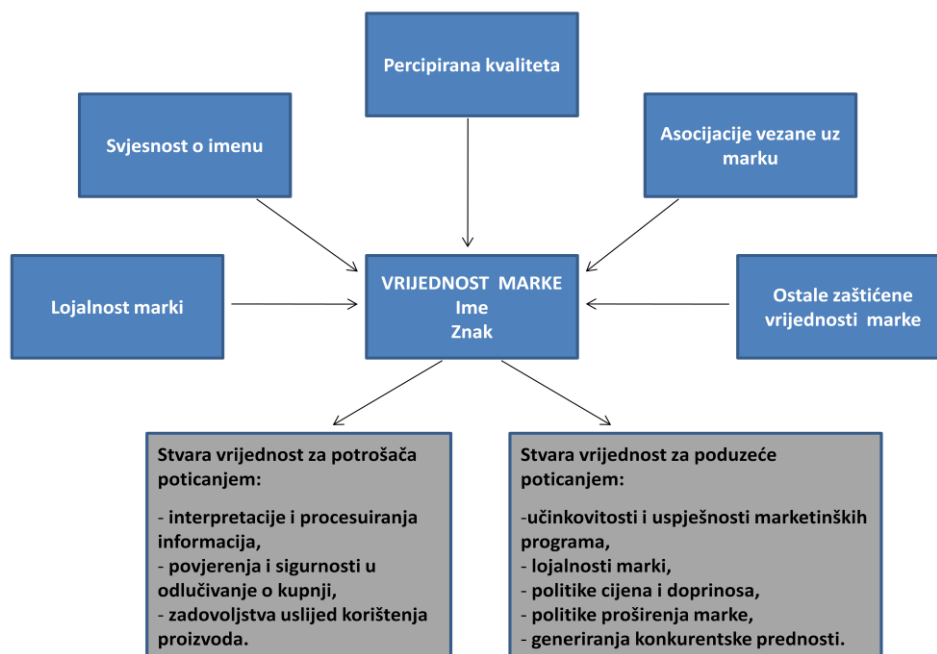 Percipirana kvaliteta
Svjesnost o imenu
Asocijacije vezane uz
marku
Lojalnost marki
VRIJEDNOST MARKE
Ime
Znak
Ostale zaštićene
vrijednosti marke
Stvara vrijednost za potrošača
poticanjem:
- interpretacije i procesuiranja
informacija,
- povjerenja i sigurnosti u
odlučivanje o kupnji,
- zadovoljstva uslijed korištenja
proizvoda.
Stvara vrijednost za poduzeće
poticanjem:
-učinkovitosti i uspješnosti marketinških
programa,
- lojalnosti marki,
- politike cijena i doprinosa,
- politike proširenja marke,
- generiranja konkurentske prednosti.